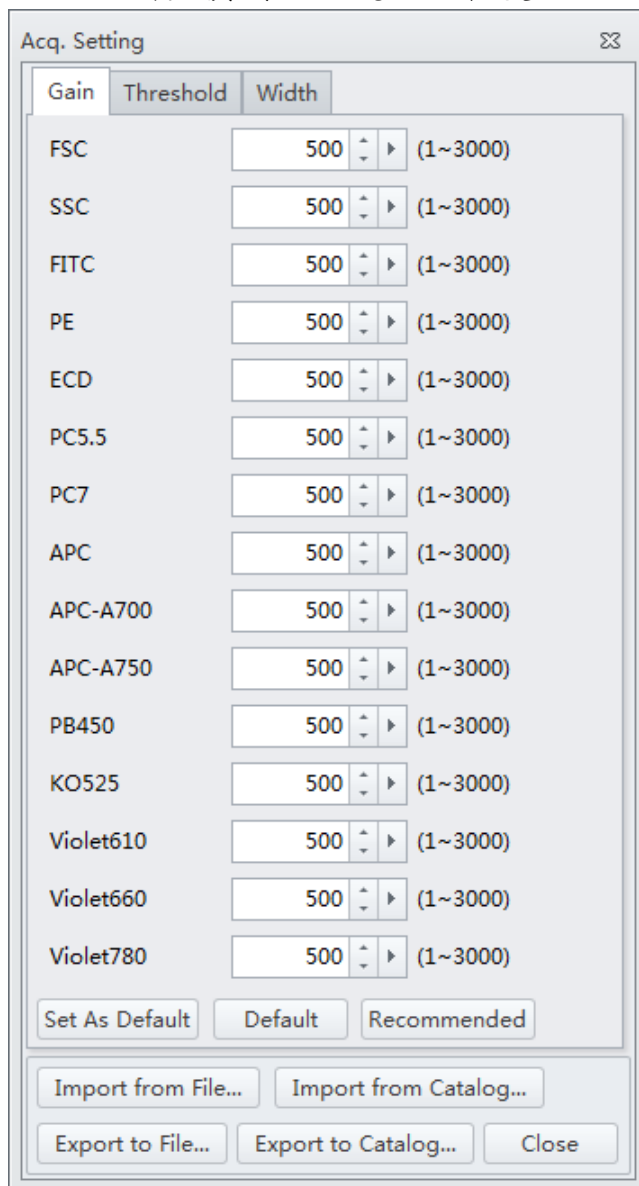 Acq. Setting
Gain Threshold Width
FSC 500 (1~3000)
SSC 500 (1~3000)
FITC 500 (1~3000)
PE 500 (1~3000)
ECD 500 (1~3000)
PC5.5 500 (1~3000)
PC7 500 (1~3000)
APC 500 (1~3000)
APC-A700 500 (1~3000)
APC-A750 500 (1~3000)
PB450 500 (1~3000)
KO525 500 (1~3000)
Violet610 500 (1~3000)
Violet660 500 (1~3000)
Violet780 500 (1~3000)
Set As Default Default Recommended
Import from File... Import from Catalog...
Export to File... Export to Catalog... Close